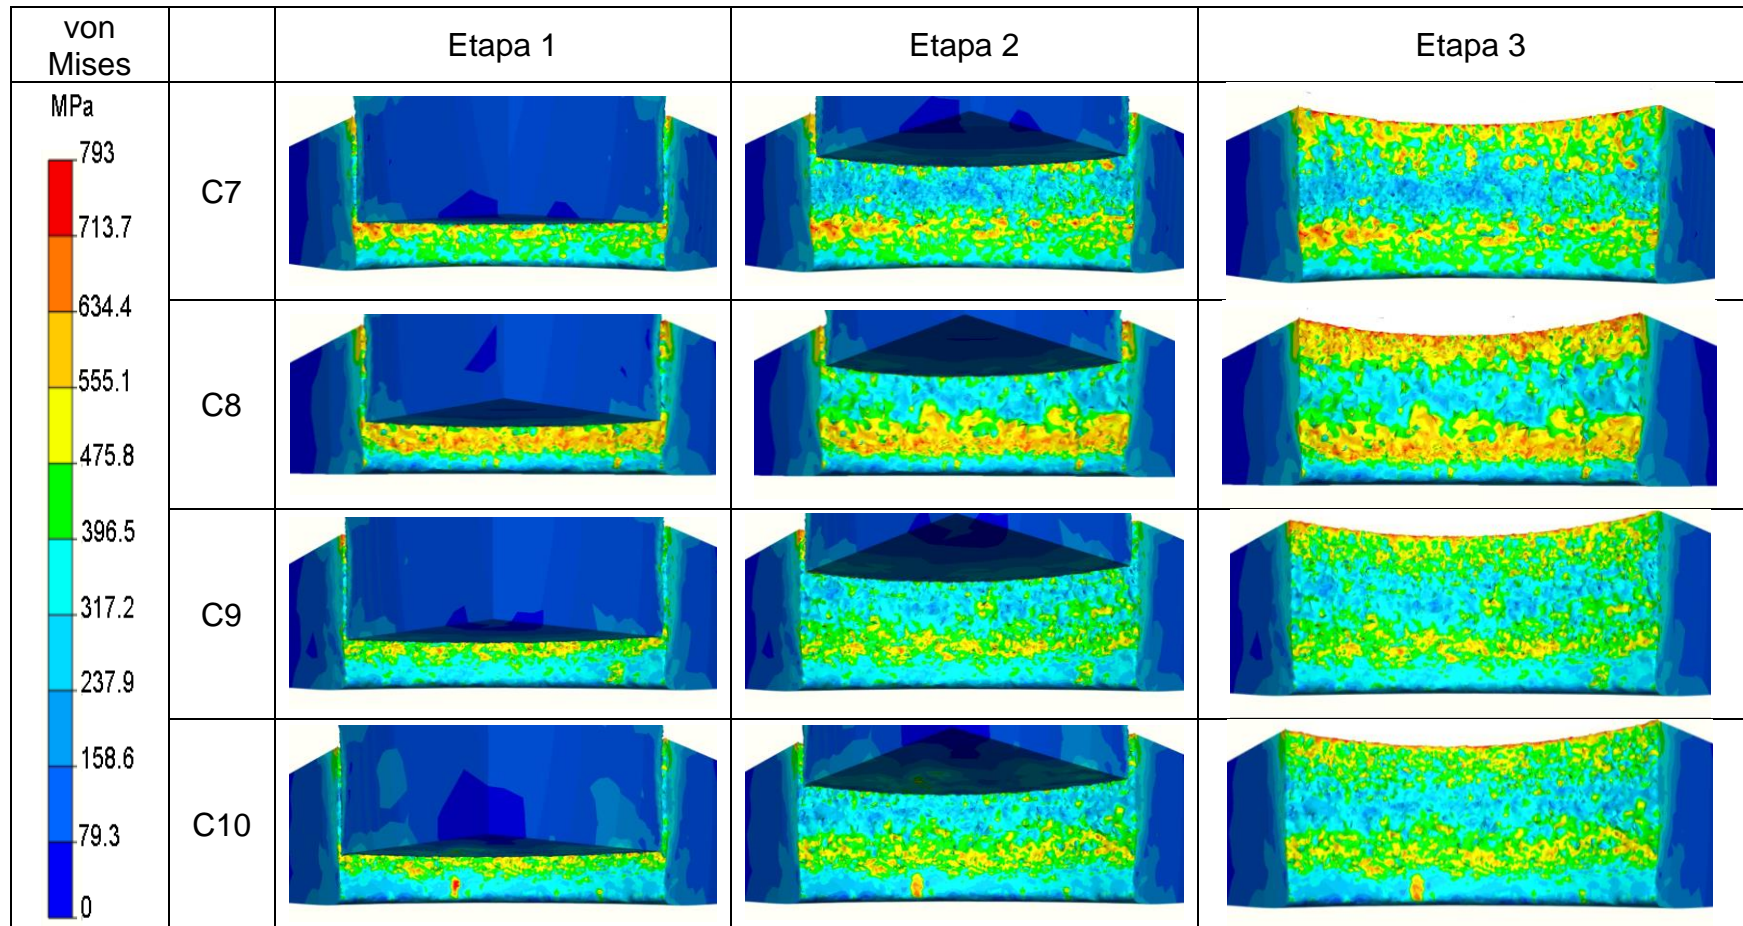 von
Mises
Etapa 1
Etapa 2
Etapa 3
MPa
793
713.7
634.4
555.1
475.8
396.5
317.2
237.9
158.6
79.3
0
C7
C8
C9
C10